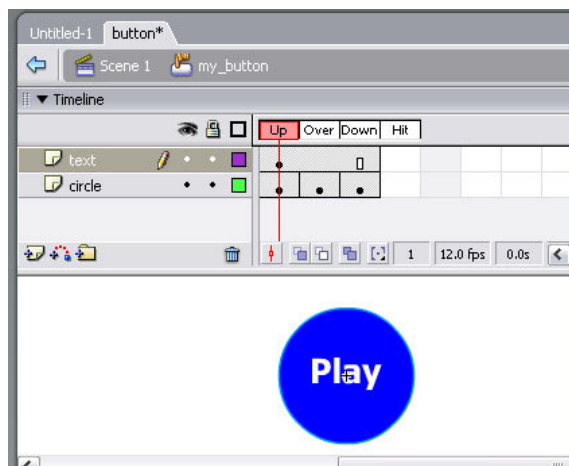 Untitled-1 button*
Scene 1 my_button
Timeline
Up Over Down Hit
text
circle
1 12.0 fps 0.0s
Play